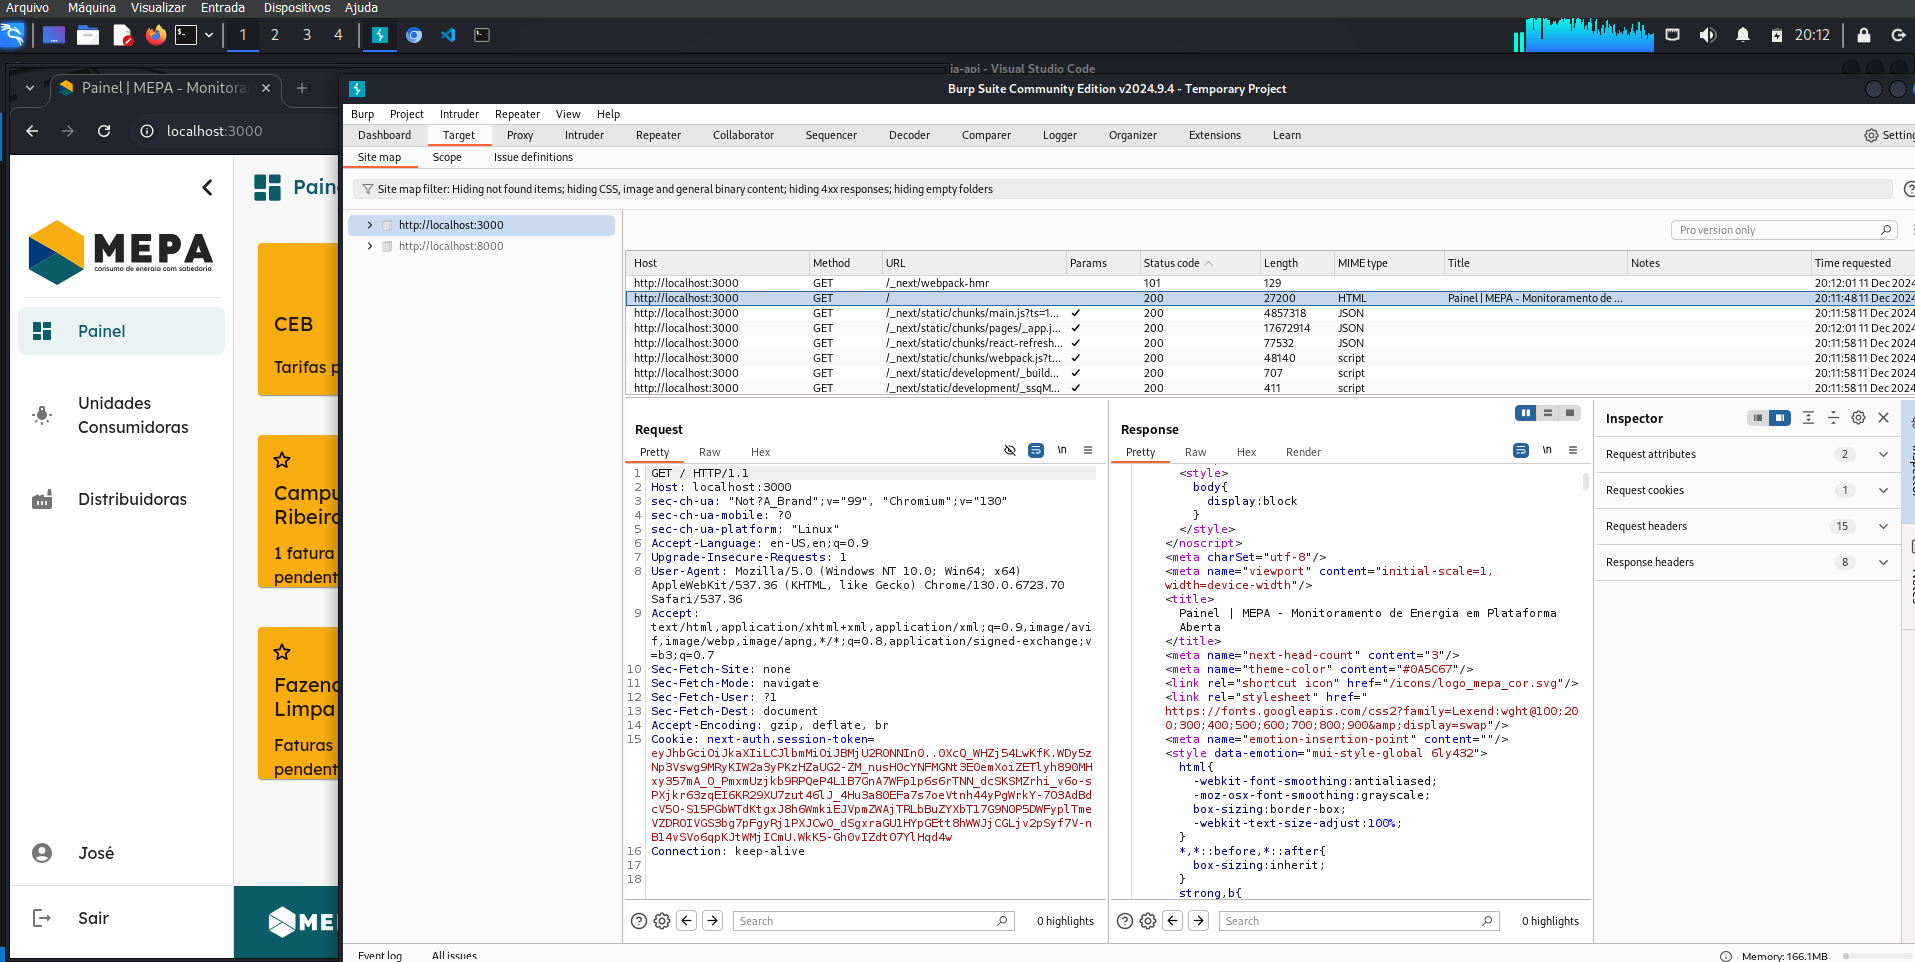 Arquivo Máquina Visualizar Entrada Dispositivos Ajuda
1 2 3 4 20:12
ia-api - Visual Studio Code
Painel | MEPA - Monitora
localhost:3000
Burp Suite Community Edition v2024.9.4 - Temporary Project
Burp Project Intruder Repeater View Help
Dashboard Target Proxy Intruder Repeater Collaborator Sequencer Decoder Comparer Logger Organizer Extensions Learn Setting
Site map Scope Issue definitions
Site map filter: Hiding not found items; hiding CSS, image and general binary content; hiding 4xx responses; hiding empty folders
http://localhost:3000
http://localhost:8000
Pro version only
Host Method URL Params Status code Length MIME type Title Notes Time requested
http://localhost:3000 GET /_next/webpack-hmr 101 129 20:12:01 11 Dec 2024
http://localhost:3000 GET / 200 27200 HTML Painel | MEPA - Monitoramento de ... 20:11:48 11 Dec 2024
http://localhost:3000 GET /_next/static/chunks/main.js?ts=1... ✓ 200 4857318 JSON 20:11:58 11 Dec 2024
http://localhost:3000 GET /_next/static/chunks/pages/_app.j... ✓ 200 17672914 JSON 20:12:01 11 Dec 2024
http://localhost:3000 GET /_next/static/chunks/react-refresh... ✓ 200 77532 JSON 20:11:58 11 Dec 2024
http://localhost:3000 GET /_next/static/chunks/webpack.js?t... ✓ 200 48140 script 20:11:58 11 Dec 2024
http://localhost:3000 GET /_next/static/development/_build... ✓ 200 707 script 20:11:58 11 Dec 2024
http://localhost:3000 GET /_next/static/development/_ssqM... ✓ 200 411 script 20:11:58 11 Dec 2024
Pain
MEPA
consumo de energia com sabedoria
Painel
Unidades
Consumidoras
Distribuidoras
José
Sair
CEB
Tarifas p
Campu
Ribeiro
1 fatura
pendent
Fazend
Limpa
Faturas
pendent
ME
Request
Pretty Raw Hex \n
1 GET / HTTP/1.1
2 Host: localhost:3000
3 sec-ch-ua: "Not?A_Brand";v="99", "Chromium";v="130"
4 sec-ch-ua-mobile: ?0
5 sec-ch-ua-platform: "Linux"
6 Accept-Language: en-US,en;q=0.9
7 Upgrade-Insecure-Requests: 1
8 User-Agent: Mozilla/5.0 (Windows NT 10.0; Win64; x64)
AppleWebKit/537.36 (KHTML, like Gecko) Chrome/130.0.6723.70
Safari/537.36
9 Accept:
text/html,application/xhtml+xml,application/xml;q=0.9,image/avi
f,image/webp,image/apng,*/*;q=0.8,application/signed-exchange;v
=b3;q=0.7
10 Sec-Fetch-Site: none
11 Sec-Fetch-Mode: navigate
12 Sec-Fetch-User: ?1
13 Sec-Fetch-Dest: document
14 Accept-Encoding: gzip, deflate, br
15 Cookie: next-auth.session-token=
16 Connection: keep-alive
17
18
Search 0 highlights
Response
Pretty Raw Hex Render \n
<style>
body{
display:block
}
</style>
</noscript>
<meta charSet="utf-8"/>
<meta name="viewport" content="initial-scale=1,
width=device-width"/>
<title>
Painel | MEPA - Monitoramento de Energia em Plataforma
Aberta
</title>
<meta name="next-head-count" content="3"/>
<meta name="theme-color" content="#0A5C67"/>
<link rel="shortcut icon" href="/icons/logo_mepa_cor.svg"/>
<link rel="stylesheet" href="
https://fonts.googleapis.com/css2?family=Lexend:wght@100;20
0;300;400;500;600;700;800;900&amp;display=swap"/>
<meta name="emotion-insertion-point" content=""/>
<style data-emotion="mui-style-global 6ly432">
html{
-webkit-font-smoothing:antialiased;
-moz-osx-font-smoothing:grayscale;
box-sizing:border-box;
-webkit-text-size-adjust:100%;
}
*,*::before,*::after{
box-sizing:inherit;
}
strong,b{
Search 0 highlights
Inspector
Request attributes 2
Request cookies 1
Request headers 15
Response headers 8
Event log All issues Memory: 166.1MB